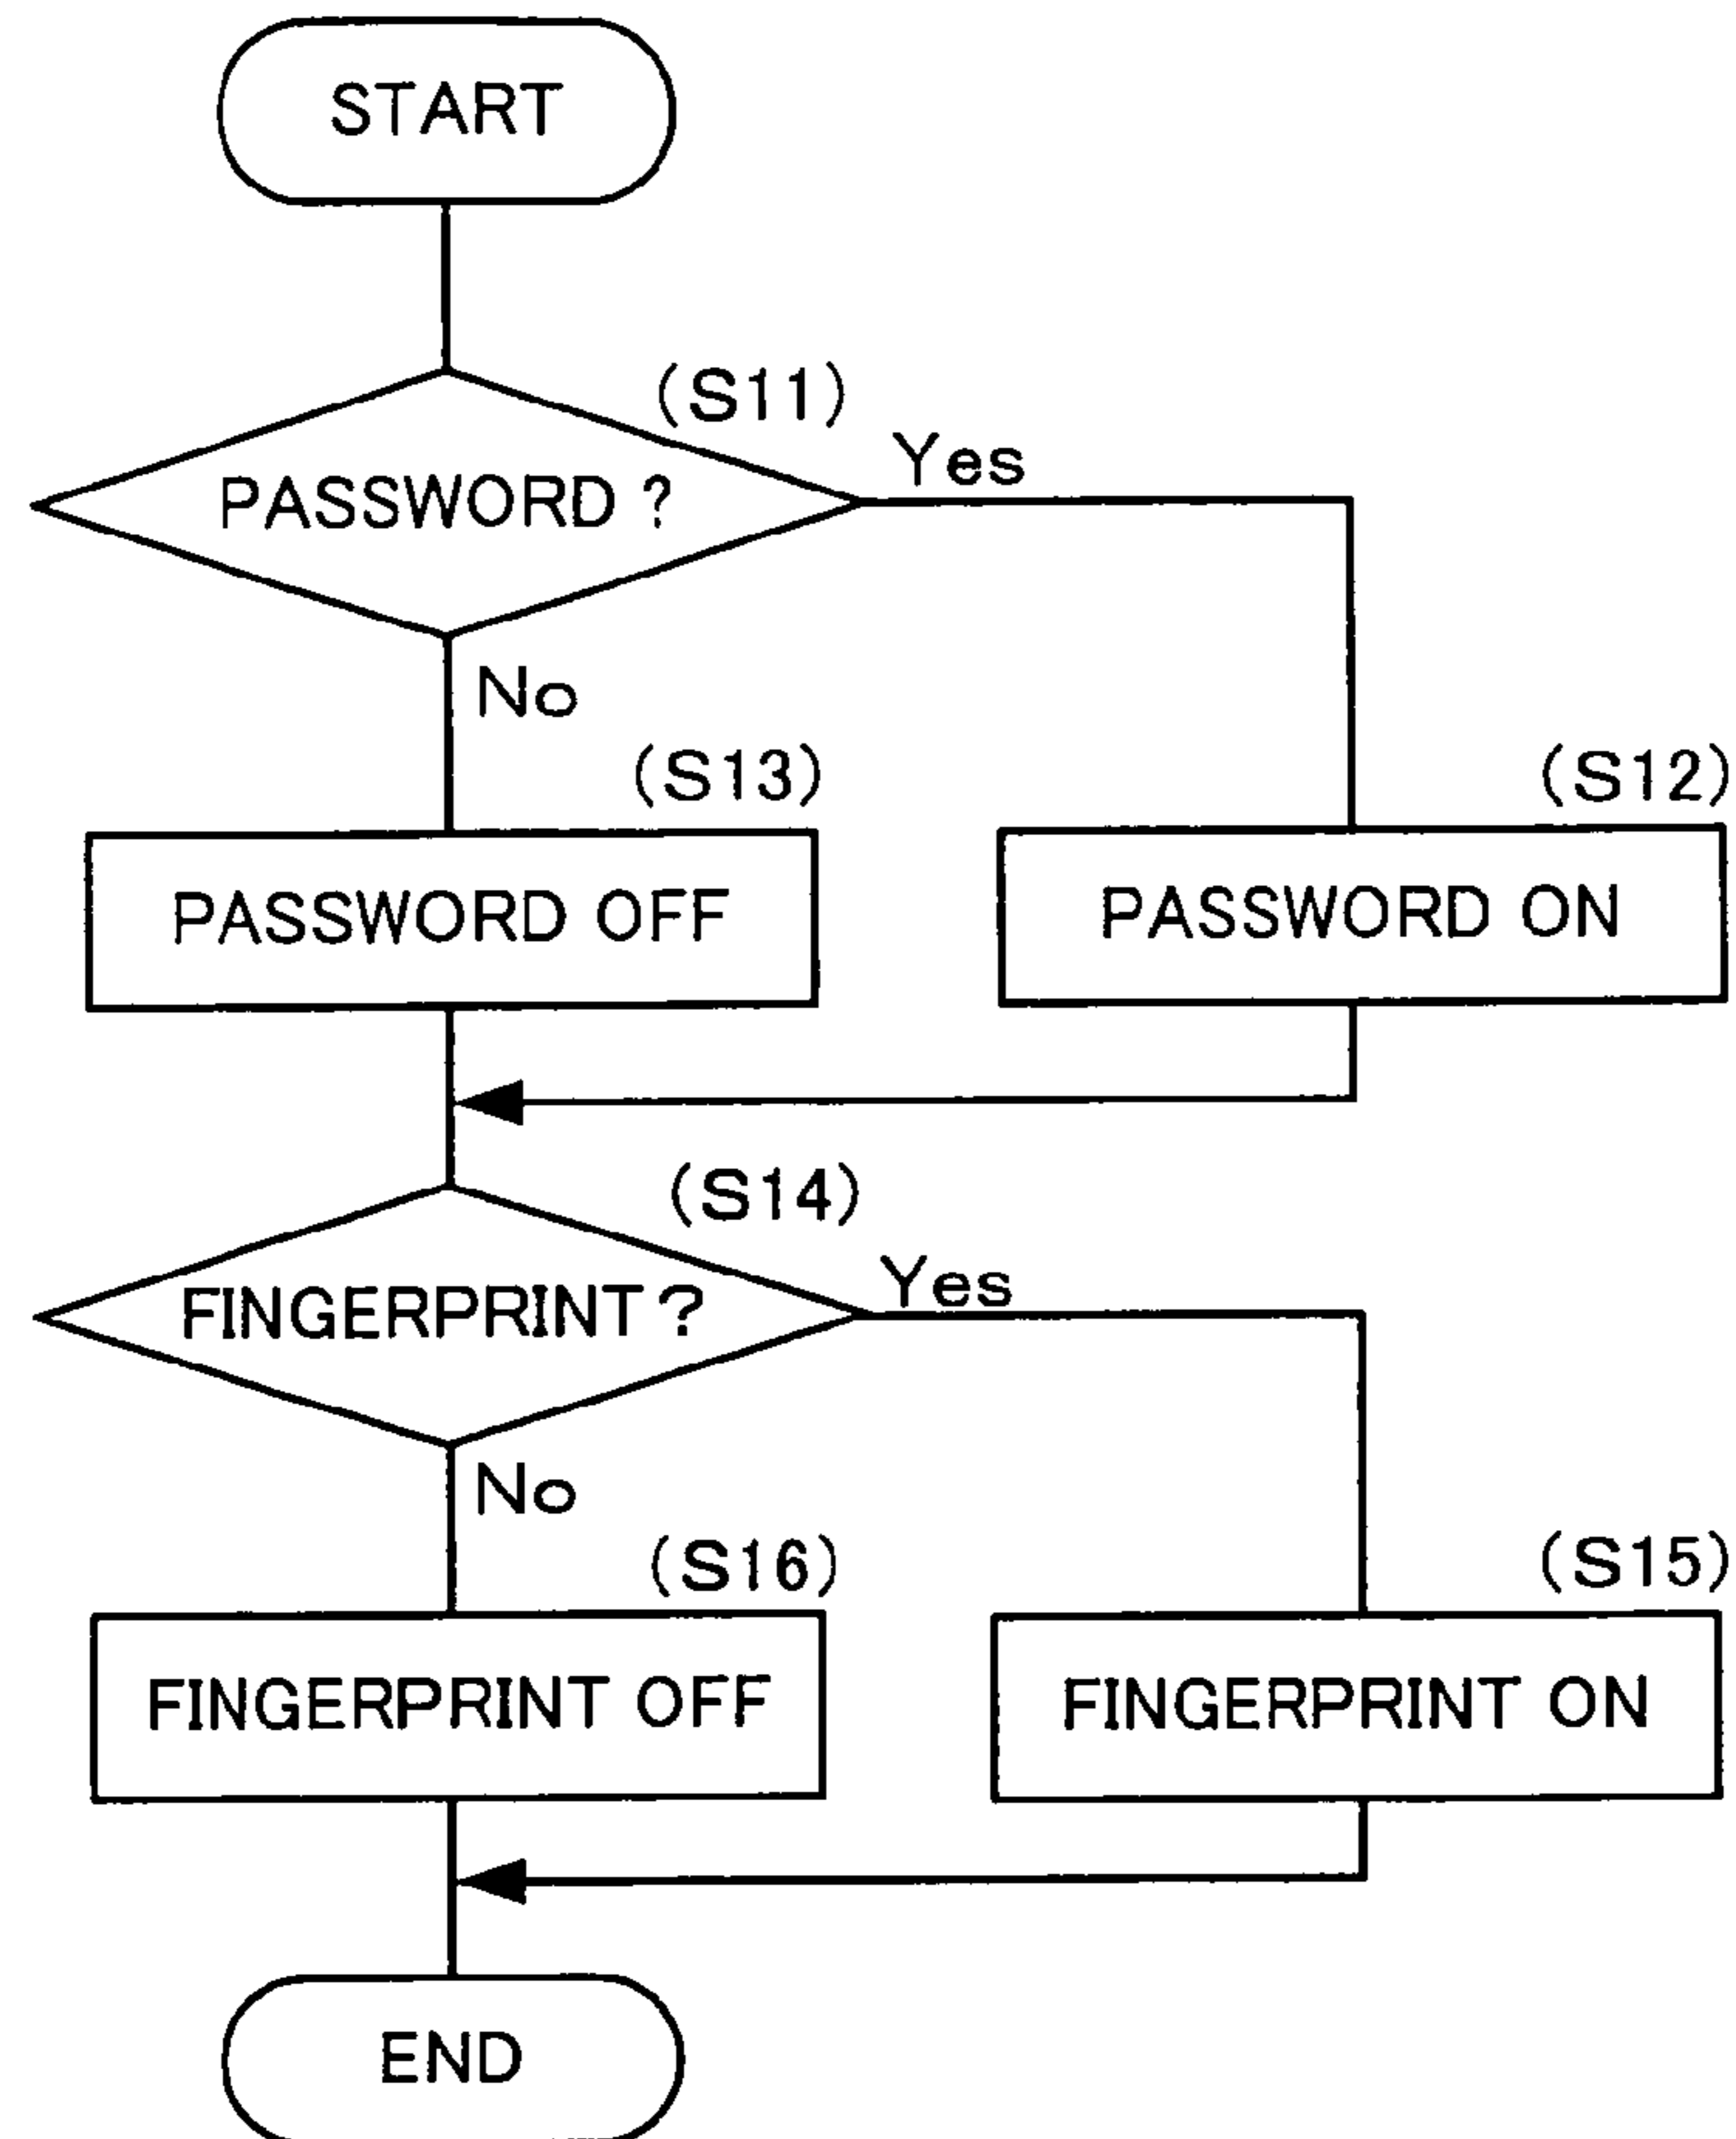 START
(S11)
PASSWORD ?
Yes
No
(S13)
(S12)
PASSWORD OFF
PASSWORD ON
(S14)
FINGERPRINT ?
Yes
No
(S16)
(S15)
FINGERPRINT OFF
FINGERPRINT ON
END